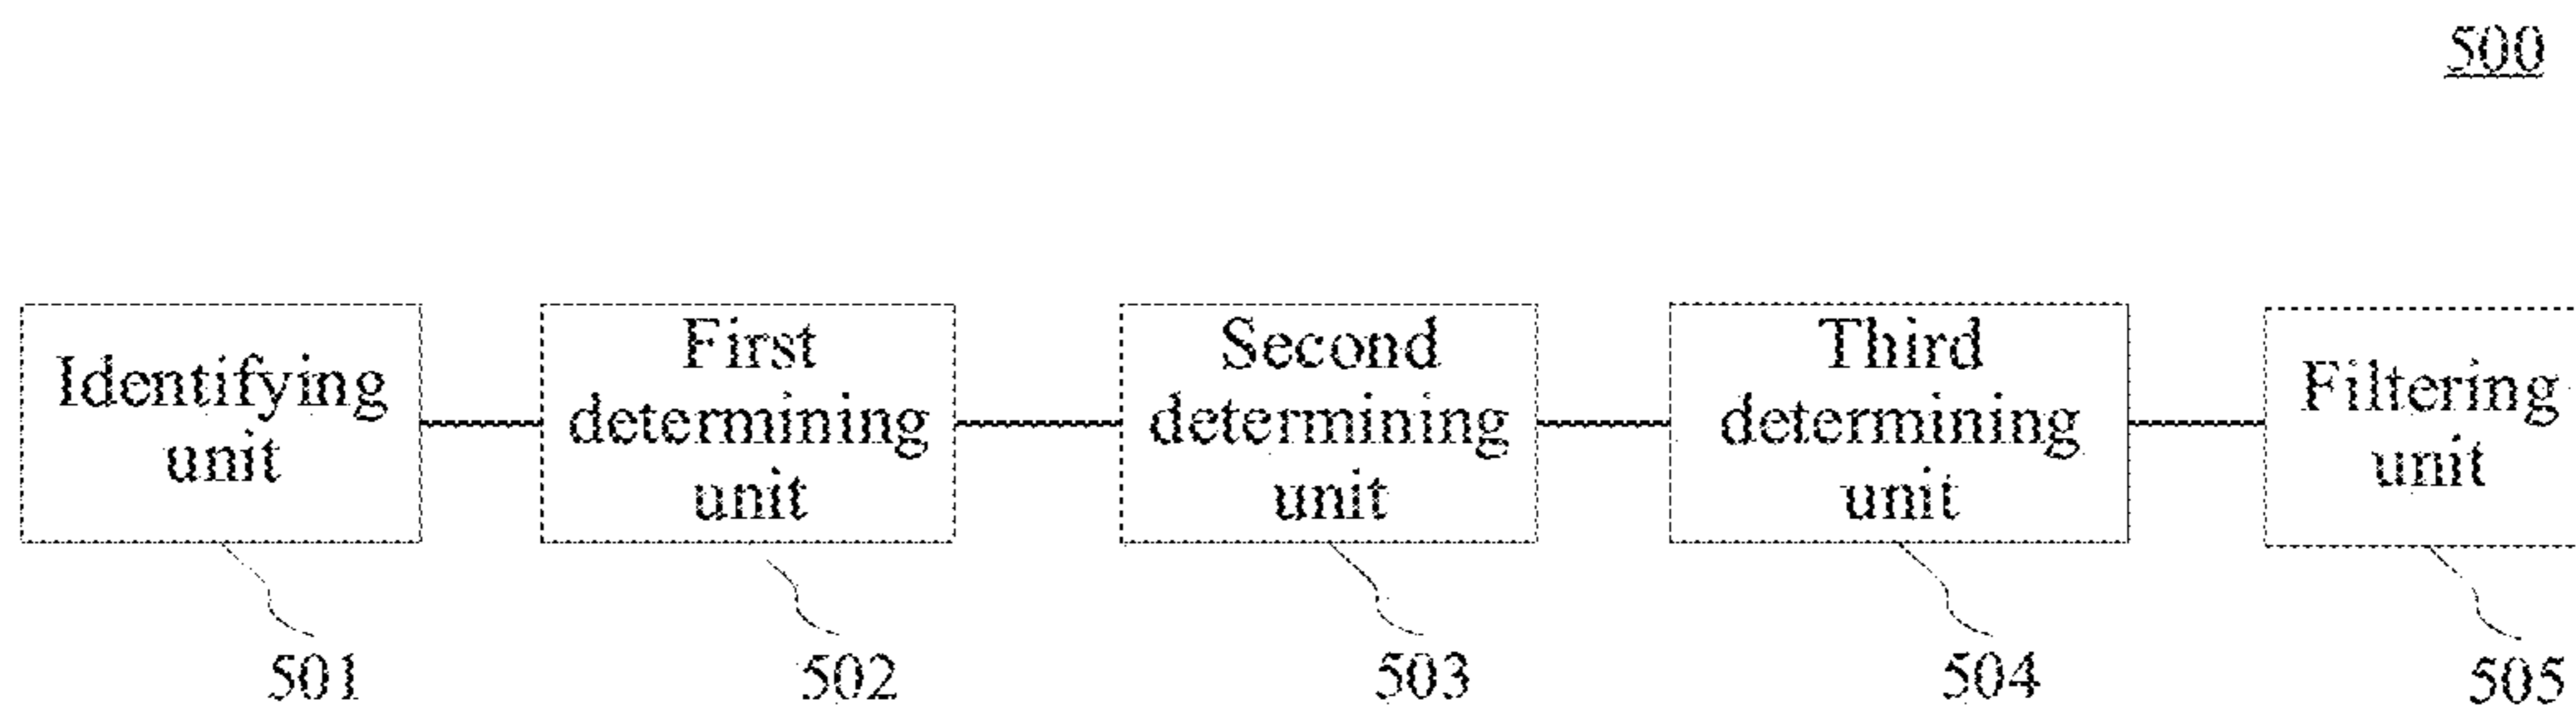 500
Identifying
unit
First
determining
unit
Second
determining
unit
Third
determining
unit
Filtering
unit
501
502
503
504
505